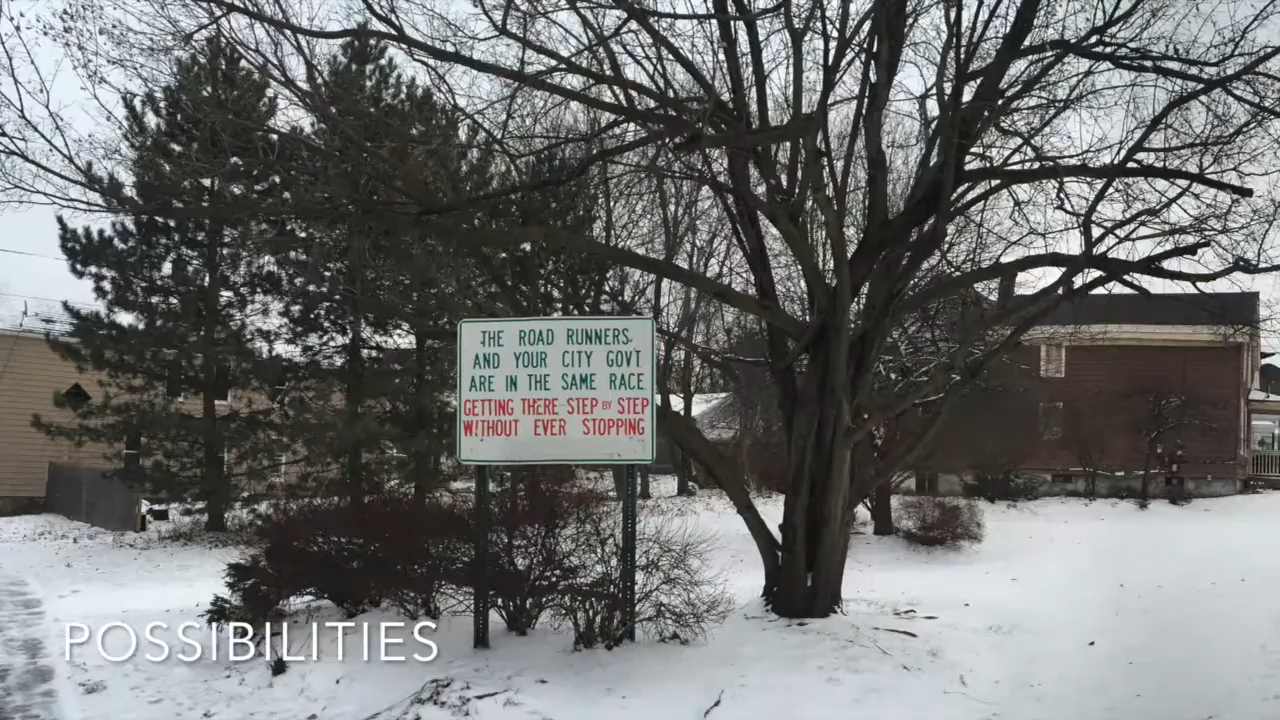 THE ROAD RUNNERS
AND YOUR CITY GOV'T
ARE IN THE SAME RACE
GETTING THERE STEP BY STEP
WITHOUT EVER STOPPING
POSSIBILITIES